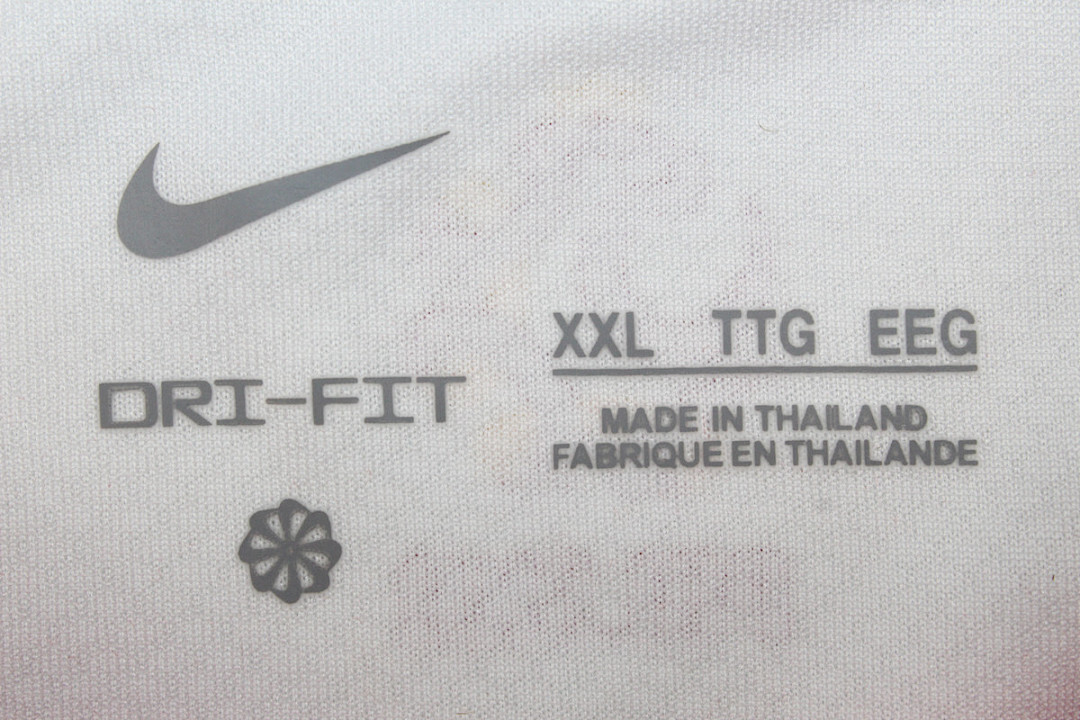 DRI-FIT
XXL TTG EEG
MADE IN THAILAND
FABRIQUE EN THAILANDE